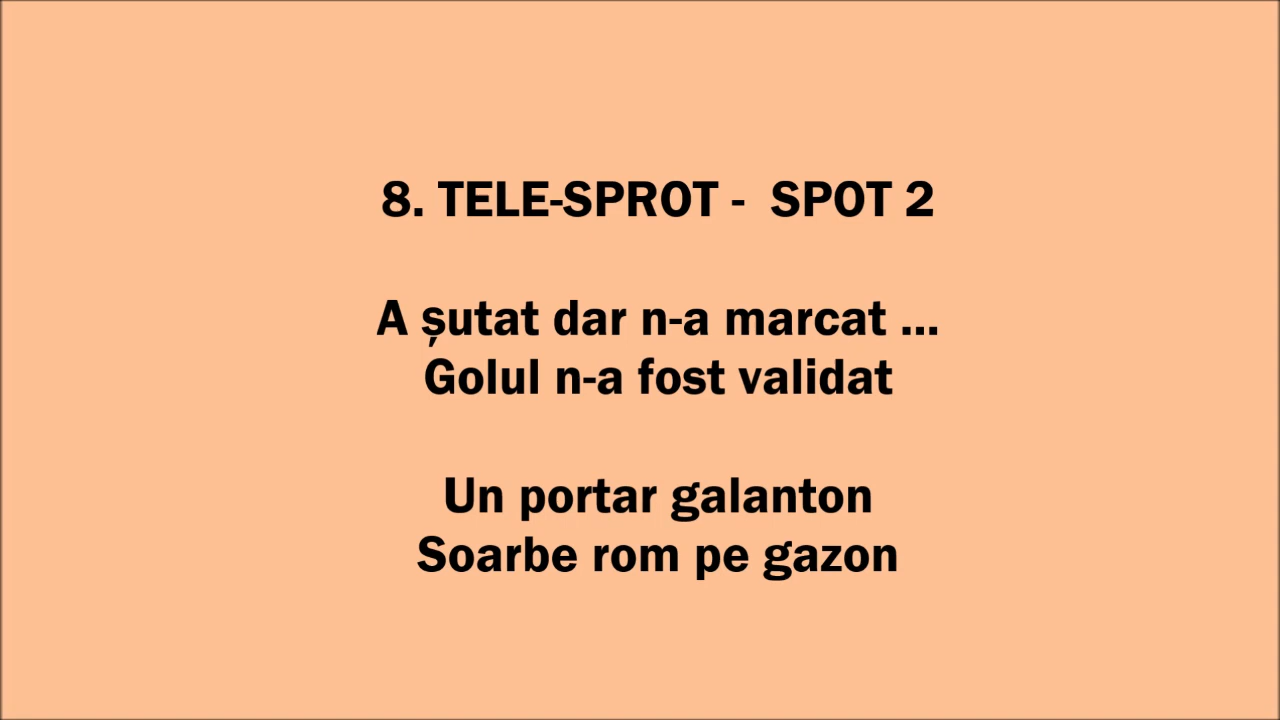 8. TELE-SPROT -  SPOT 2
A șutat dar n-a marcat ...
Golul n-a fost validat
Un portar galanton
Soarbe rom pe gazon